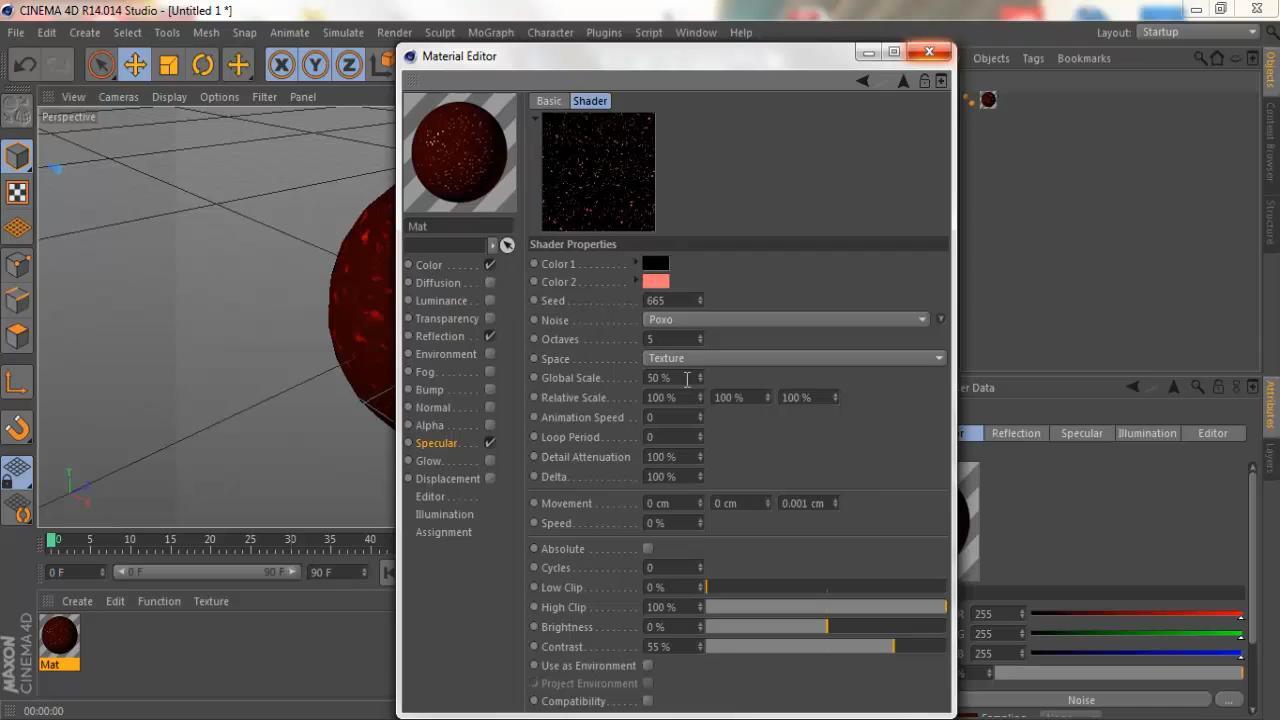 CINEMA 4D R14.014 Studio - [Untitled 1 *]
File Edit Create Select Tools Mesh Snap Animate Simulate Render Sculpt MoGraph Character Plugins Script Window Help Layout: Startup
Material Editor
X Y Z
Objects Tags Bookmarks
View Cameras Display Options Filter Panel
Basic Shader
Perspective
Objects
Content Browser
Mat
Shader Properties
Color Color 1
Diffusion Color 2
Luminance Seed 665
Transparency Noise Poxo
Reflection Octaves 5
Environment Space Texture
Fog Global Scale 50 %
Bump Relative Scale 100 % 100 % 100 %
Normal Animation Speed 0
Alpha Loop Period 0
Specular Detail Attenuation 100 %
Glow Delta 100 %
Displacement
Editor Movement 0 cm 0 cm 0.001 cm
Illumination Speed 0 %
Assignment
Absolute
Cycles 0
Low Clip 0 %
High Clip 100 %
Brightness 0 %
Contrast 55 %
Use as Environment
Project Environment
Compatibility
Attributes
Layers
Reflection Specular Illumination Editor
255
255
255
%
Noise ...
Y
0 5 10 15 20 25 30 35 40
0 F 0 F 90 F 90 F
Create Edit Function Texture
Mat
MAXON
CINEMA 4D
00:00:00